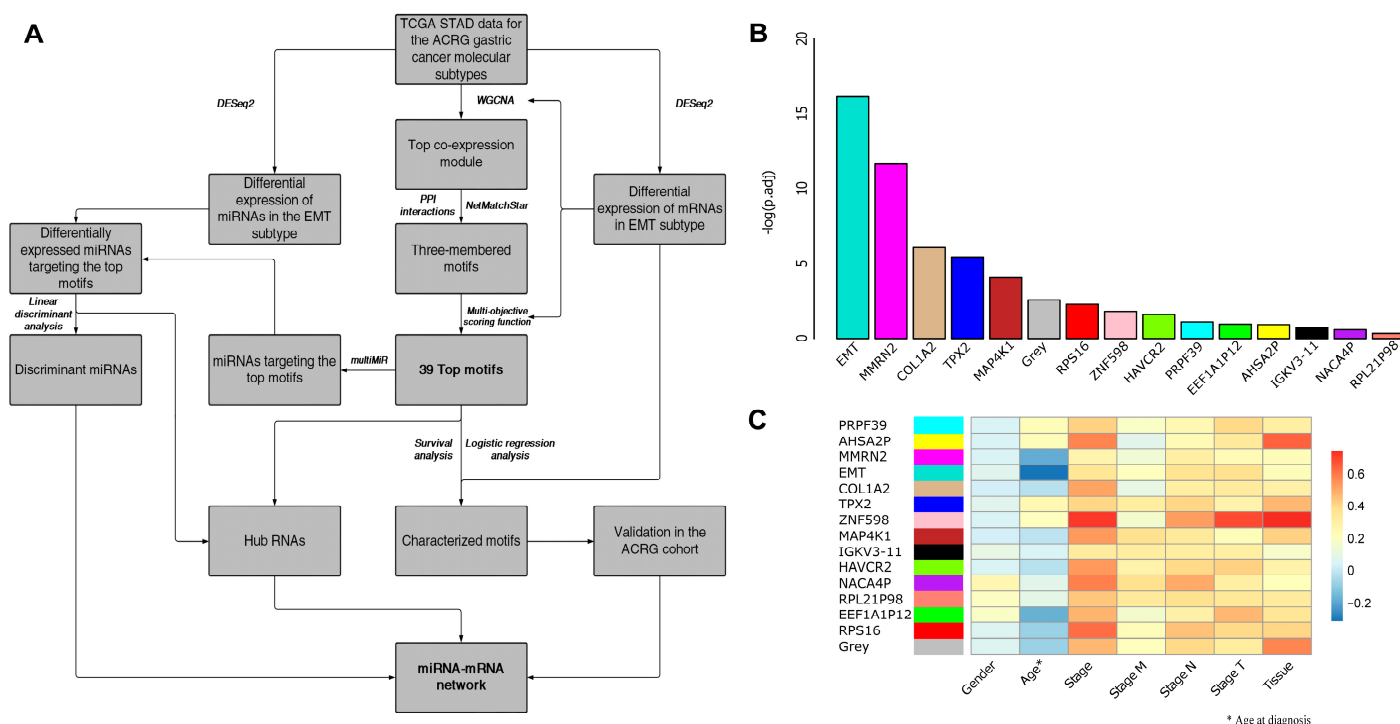 A
TCGA STAD data for
the ACRG gastric
cancer molecular
subtypes
DESeq2
WGCNA
DESeq2
Top co-expression
module
Differential
expression of
miRNAs in the EMT
subtype
PPI
interactions
NetMatchStar
Differential
expression of mRNAs
in EMT subtype
Differentially
expressed miRNAs
targeting the top
motifs
Three-membered
motifs
Linear
discriminant
analysis
Multi-objective
scoring function
Discriminant miRNAs
miRNAs targeting the
top motifs
multiMiR
39 Top motifs
Survival
analysis
Logistic regression
analysis
Hub RNAs
Characterized motifs
Validation in the
ACRG cohort
miRNA-mRNA
network
B
-log(p.adj)
20
15
10
5
0
EMT
MMRN2
COL1A2
TPX2
MAP4K1
Grey
RPS16
ZNF598
HAVCR2
PRPF39
EEF1A1P12
AHSA2P
IGKV3-11
NACA4P
RPL21P98
C
PRPF39
AHSA2P
MMRN2
EMT
COL1A2
TPX2
ZNF598
MAP4K1
IGKV3-11
HAVCR2
NACA4P
RPL21P98
EEF1A1P12
RPS16
Grey
Gender
Age*
Stage
Stage M
Stage N
Stage T
Tissue
0.6
0.4
0.2
0
−0.2
* Age at diagnosis